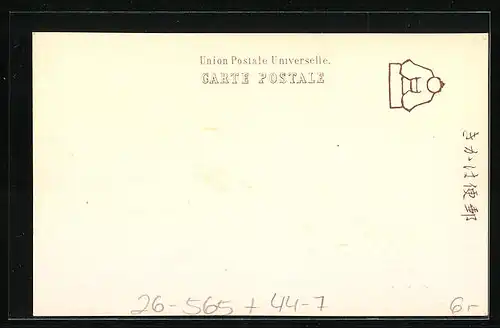 Union Postale Universelle.
CARTE POSTALE
きかは便郵
26-565+44-7
6,-